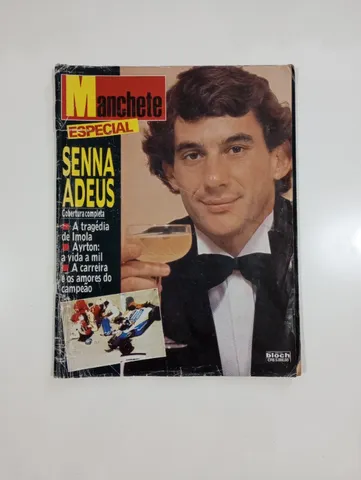 Manchete
ESPECIAL
SENNA
ADEUS
Cobertura completa
A tragédia
de Imola
Ayrton:
a vida a mil
A carreira
e os amores do
campeão
bloch